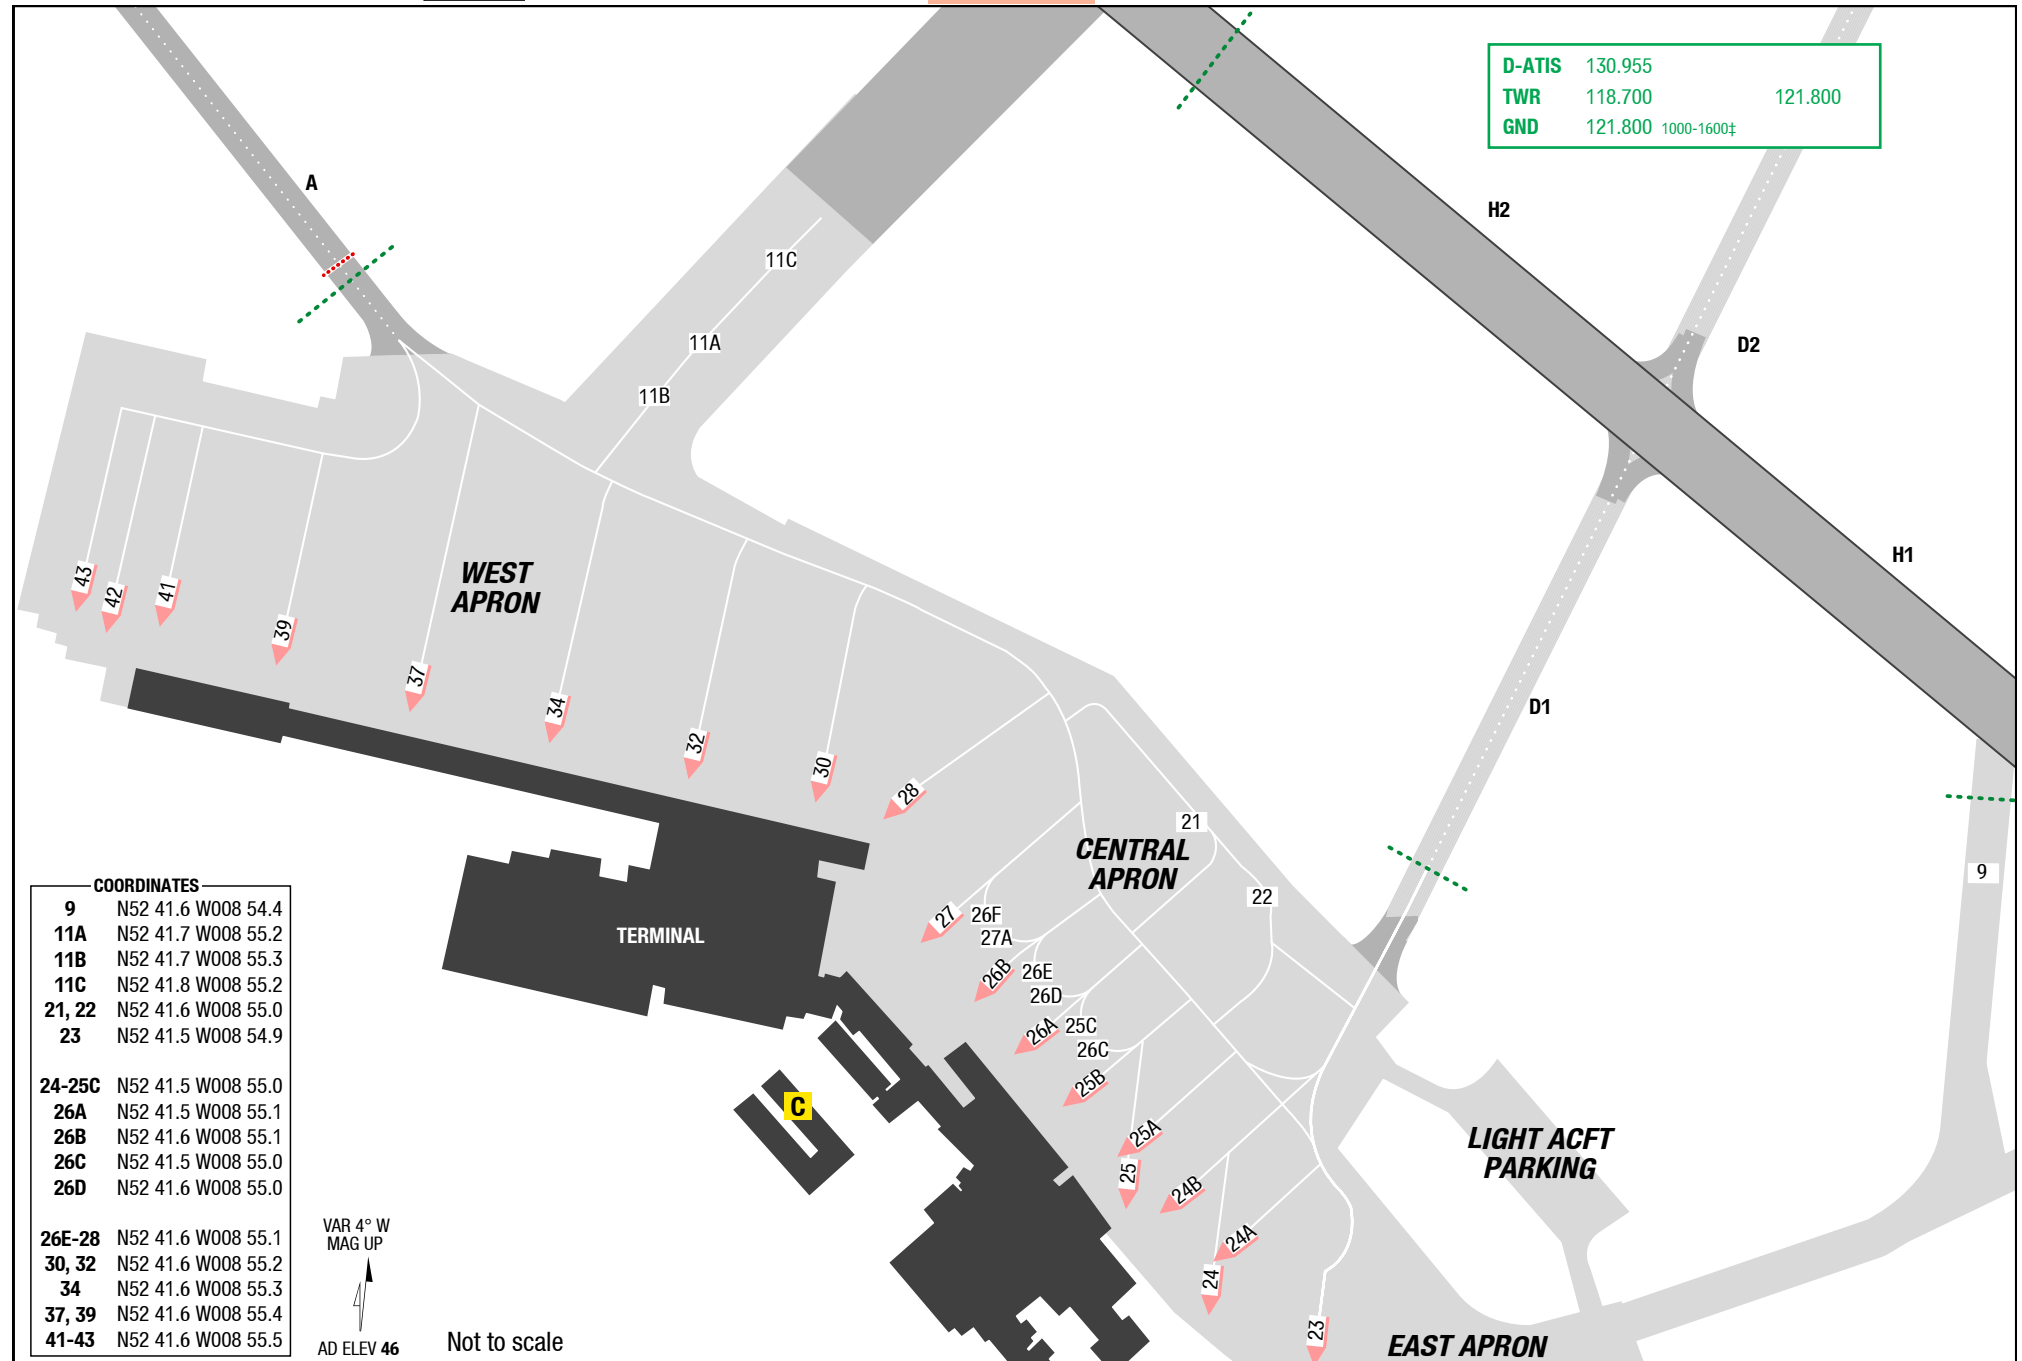 D-ATIS 130.955
TWR 118.700 121.800
GND 121.800 1000-1600‡
A
H2
11C
11A
D2
11B
H1
WEST
APRON
43
42
41
39
37
34
32
30
28
D1
21
CENTRAL
APRON
22
9
27
26F
27A
26B
26E
26D
26A
25C
26C
25B
25A
25
24B
24A
24
23
TERMINAL
C
LIGHT ACFT
PARKING
EAST APRON
COORDINATES
9 N52 41.6 W008 54.4
11A N52 41.7 W008 55.2
11B N52 41.7 W008 55.3
11C N52 41.8 W008 55.2
21, 22 N52 41.6 W008 55.0
23 N52 41.5 W008 54.9
24-25C N52 41.5 W008 55.0
26A N52 41.5 W008 55.1
26B N52 41.6 W008 55.1
26C N52 41.5 W008 55.0
26D N52 41.6 W008 55.0
26E-28 N52 41.6 W008 55.1
30, 32 N52 41.6 W008 55.2
34 N52 41.6 W008 55.3
37, 39 N52 41.6 W008 55.4
41-43 N52 41.6 W008 55.5
VAR 4° W
MAG UP
AD ELEV 46
Not to scale